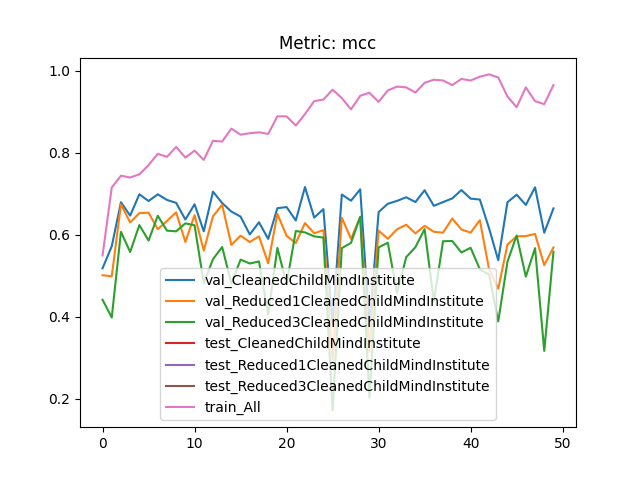 Metric: mcc
1.0
0.8
0.6
0.4
0.2
val_CleanedChildMindInstitute
val_Reduced1CleanedChildMindInstitute
val_Reduced3CleanedChildMindInstitute
test_CleanedChildMindInstitute
test_Reduced1CleanedChildMindInstitute
test_Reduced3CleanedChildMindInstitute
train_All
0 10 20 30 40 50